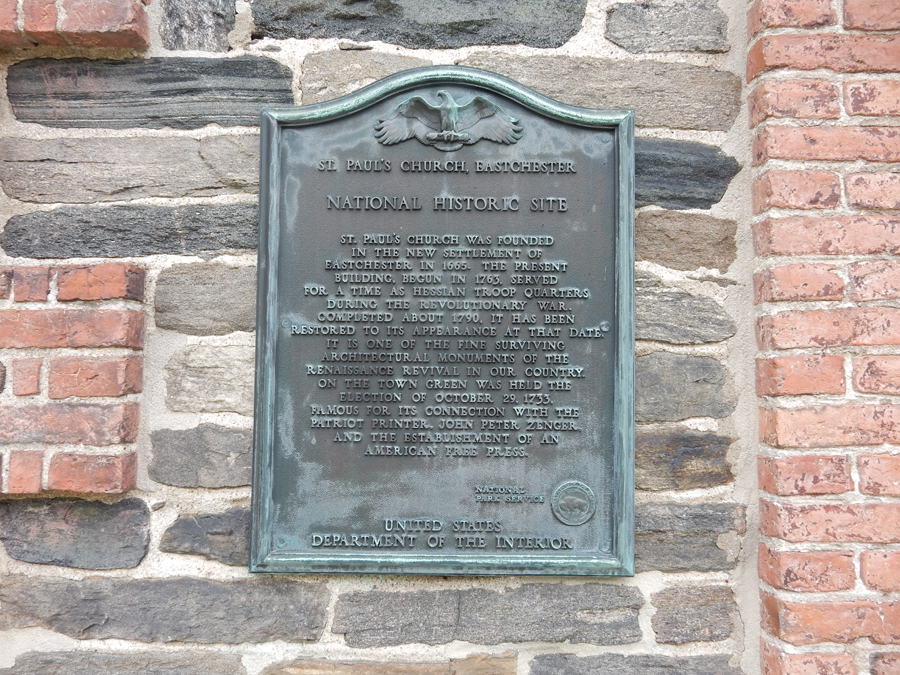 ST. PAUL'S CHURCH, EASTCHESTER
NATIONAL HISTORIC SITE
ST. PAUL'S CHURCH WAS FOUNDED
IN THE NEW SETTLEMENT OF
EASTCHESTER IN 1665. THE PRESENT
BUILDING, BEGUN IN 1763, SERVED
FOR A TIME AS HESSIAN TROOP QUARTERS
DURING THE REVOLUTIONARY WAR.
COMPLETED ABOUT 1790, IT HAS BEEN
RESTORED TO ITS APPEARANCE AT THAT DATE.
IT IS ONE OF THE FINE SURVIVING
ARCHITECTURAL MONUMENTS OF THE
RENAISSANCE REVIVAL IN OUR COUNTRY.
ON THE TOWN GREEN WAS HELD THE
ELECTION OF OCTOBER 29, 1733,
FAMOUS FOR ITS CONNECTION WITH THE
PATRIOT PRINTER, JOHN PETER ZENGER,
AND THE ESTABLISHMENT OF AN
AMERICAN FREE PRESS.
NATIONAL
PARK SERVICE
UNITED STATES
DEPARTMENT OF THE INTERIOR